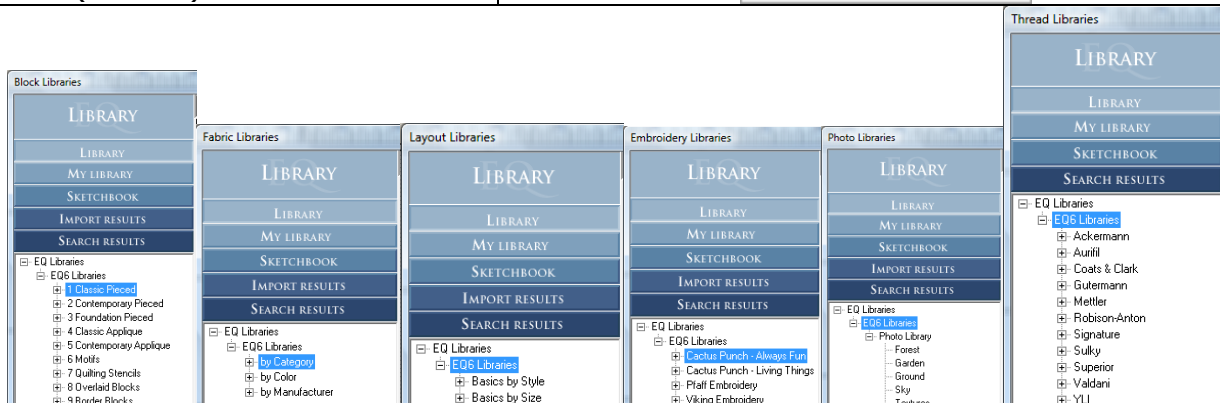 Block Libraries
LIBRARY
LIBRARY
MY LIBRARY
SKETCHBOOK
IMPORT RESULTS
SEARCH RESULTS
EQ Libraries
EQ6 Libraries
1 Classic Pieced
2 Contemporary Pieced
3 Foundation Pieced
4 Classic Applique
5 Contemporary Applique
6 Motifs
7 Quilting Stencils
8 Overlaid Blocks
9 Border Blocks
Fabric Libraries
LIBRARY
LIBRARY
MY LIBRARY
SKETCHBOOK
IMPORT RESULTS
SEARCH RESULTS
EQ Libraries
EQ6 Libraries
by Category
by Color
by Manufacturer
Layout Libraries
LIBRARY
LIBRARY
MY LIBRARY
SKETCHBOOK
IMPORT RESULTS
SEARCH RESULTS
EQ Libraries
EQ6 Libraries
Basics by Style
Basics by Size
Embroidery Libraries
LIBRARY
LIBRARY
MY LIBRARY
SKETCHBOOK
IMPORT RESULTS
SEARCH RESULTS
EQ Libraries
EQ6 Libraries
Cactus Punch - Always Fun
Cactus Punch - Living Things
Pfaff Embroidery
Viking Embroidery
Photo Libraries
LIBRARY
LIBRARY
MY LIBRARY
SKETCHBOOK
IMPORT RESULTS
SEARCH RESULTS
EQ Libraries
EQ6 Libraries
Photo Library
Forest
Garden
Ground
Sky
Textures
Thread Libraries
LIBRARY
LIBRARY
MY LIBRARY
SKETCHBOOK
SEARCH RESULTS
EQ Libraries
EQ6 Libraries
Ackermann
Aurifil
Coats & Clark
Gutermann
Mettler
Robison-Anton
Signature
Sulky
Superior
Valdani
YLI